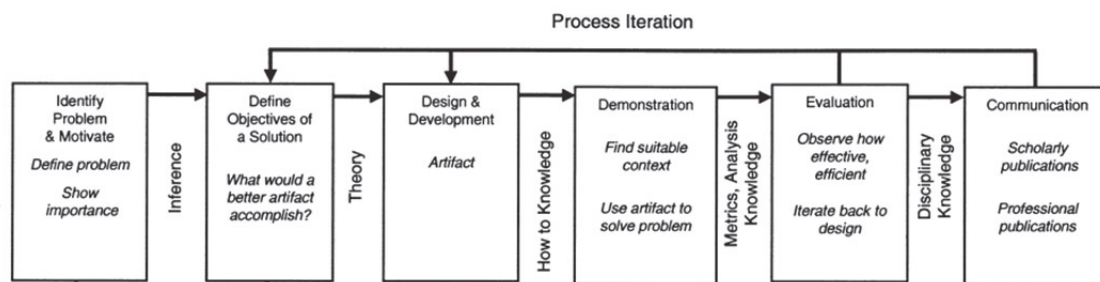 Process Iteration
Identify
Problem
& Motivate
Define problem
Show
importance
Inference
Define
Objectives of
a Solution
What would a
better artifact
accomplish?
Theory
Design &
Development
Artifact
How to Knowledge
Demonstration
Find suitable
context
Use artifact to
solve problem
Metrics, Analysis
Knowledge
Evaluation
Observe how
effective,
efficient
Iterate back to
design
Disciplinary
Knowledge
Communication
Scholarly
publications
Professional
publications